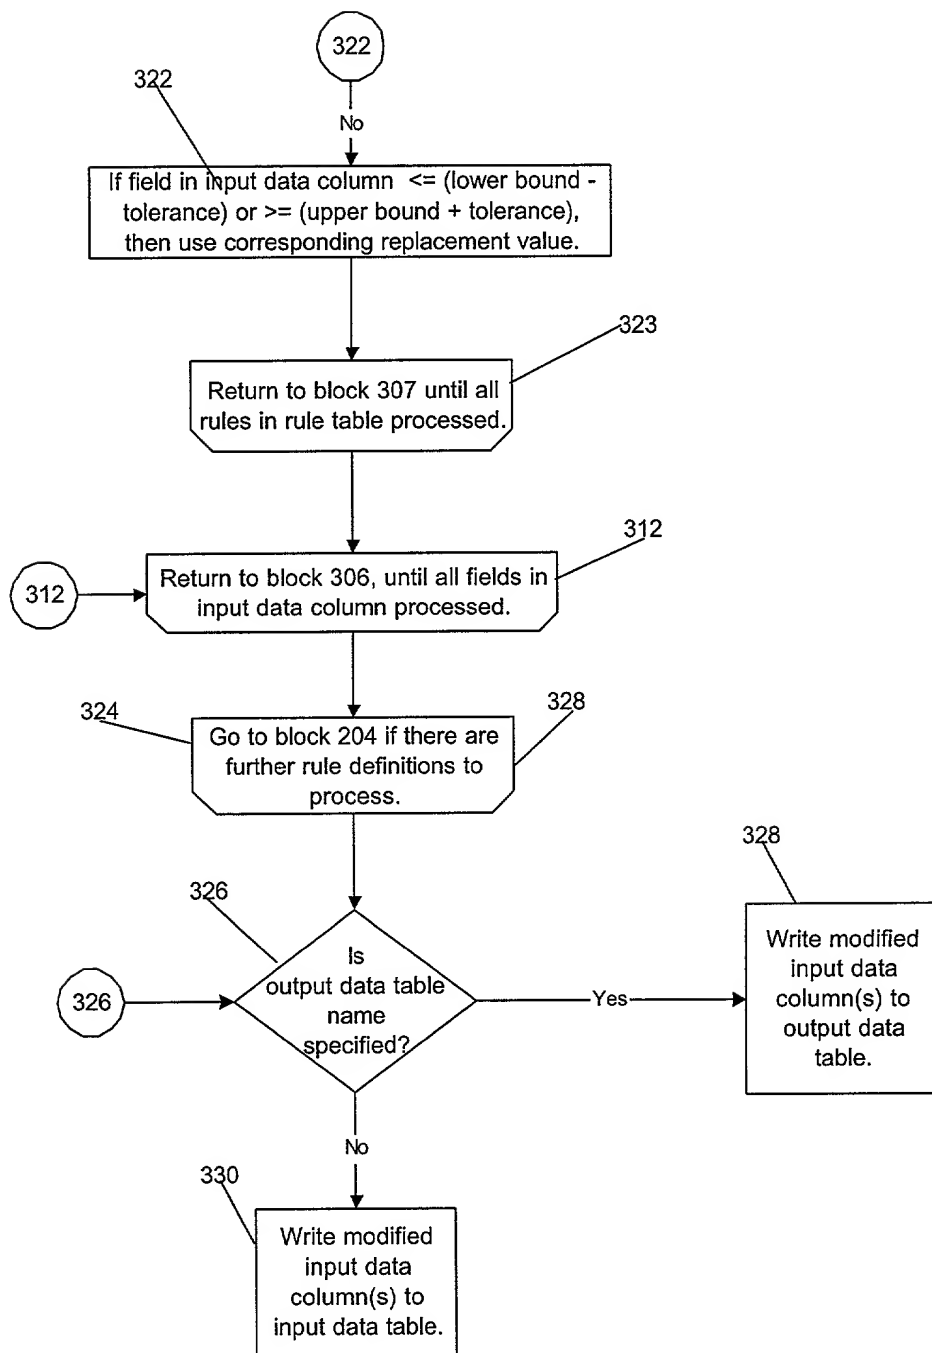 322
322
No
If field in input data column <= (lower bound -
tolerance) or >= (upper bound + tolerance),
then use corresponding replacement value.
323
Return to block 307 until all
rules in rule table processed.
312
312
Return to block 306, until all fields in
input data column processed.
324
328
Go to block 204 if there are
further rule definitions to
process.
328
326
Is
output data table
name
specified?
326
Yes
Write modified
input data
column(s) to
output data
table.
No
330
Write modified
input data
column(s) to
input data table.